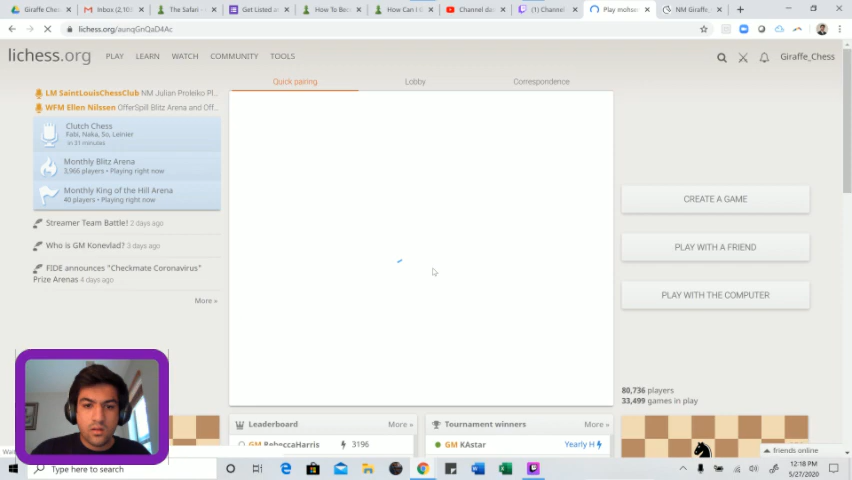 Giraffe Chess
Inbox (2,10
The Safari -
Get Listed a
How To Bec
How Can I
Channel da
(1) Channel
Play mohse
NM Giraffe
lichess.org/aunqGnQaD4Ac
lichess.org
PLAY
LEARN
WATCH
COMMUNITY
TOOLS
Giraffe_Chess
Quick pairing
Lobby
Correspondence
LM SaintLouisChessClub NM Julian Proleiko Pl...
WFM Ellen Nilssen OfferSpill Blitz Arena and Off...
Clutch Chess
Fabi, Naka, So, Leinier
in 31 minutes
Monthly Blitz Arena
3,966 players • Playing right now
Monthly King of the Hill Arena
40 players • Playing right now
Streamer Team Battle! 2 days ago
Who is GM Konevlad? 3 days ago
FIDE announces "Checkmate Coronavirus"
Prize Arenas 4 days ago
More »
CREATE A GAME
PLAY WITH A FRIEND
PLAY WITH THE COMPUTER
80,736 players
33,499 games in play
Leaderboard
More »
GM RebeccaHarris
3196
Tournament winners
More »
GM KAstar
Yearly H
friends online
Type here to search
12:18 PM
5/27/2020